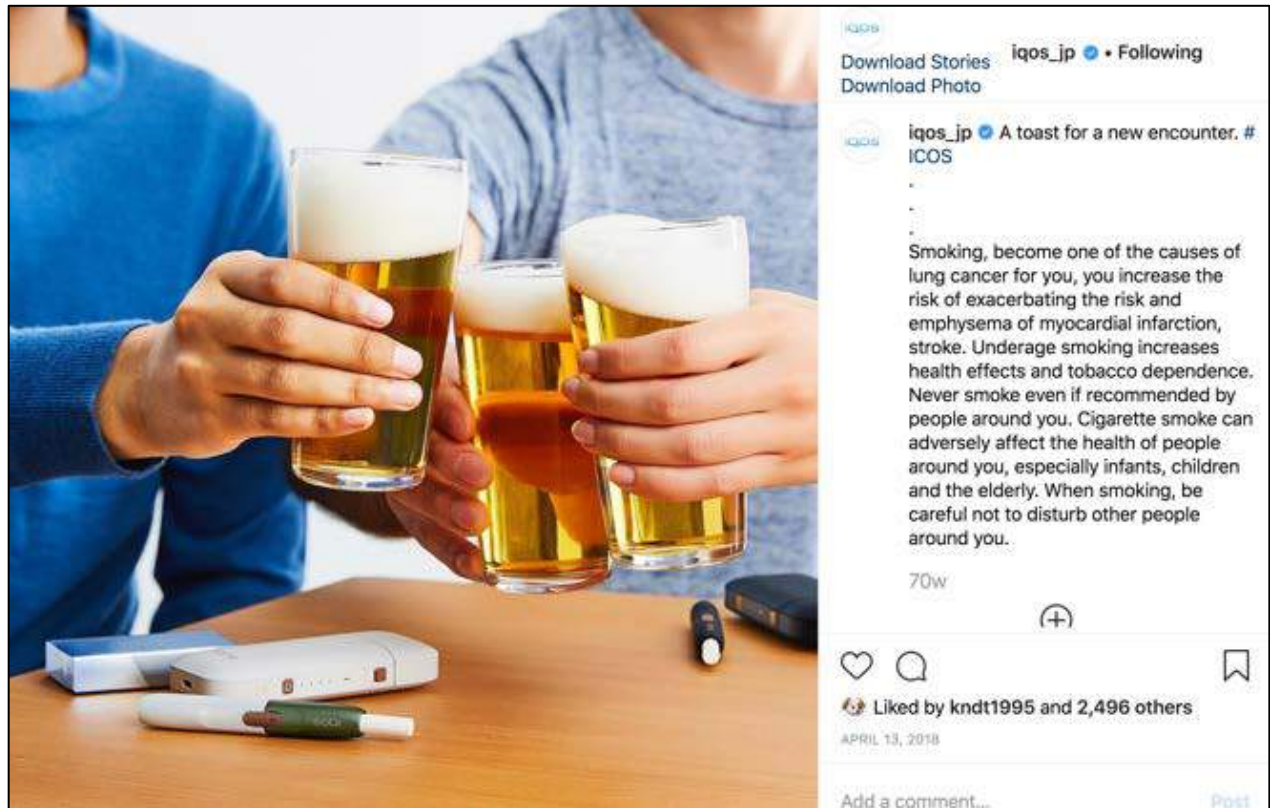 IQOS
Download Stories
Download Photo
iqos_jp • Following
IQOS
iqos_jp A toast for a new encounter. #
ICOS
.
.
.
Smoking, become one of the causes of
lung cancer for you, you increase the
risk of exacerbating the risk and
emphysema of myocardial infarction,
stroke. Underage smoking increases
health effects and tobacco dependence.
Never smoke even if recommended by
people around you. Cigarette smoke can
adversely affect the health of people
around you, especially infants, children
and the elderly. When smoking, be
careful not to disturb other people
around you.
70w
Liked by kndt1995 and 2,496 others
APRIL 13, 2018
Add a comment... Post
IQOS